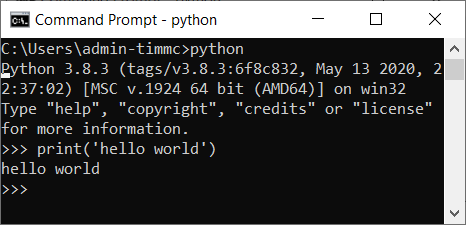 Command Prompt - python
C:\Users\admin-timmc>python
Python 3.8.3 (tags/v3.8.3:6f8c832, May 13 2020, 2
2:37:02) [MSC v.1924 64 bit (AMD64)] on win32
Type "help", "copyright", "credits" or "license"
for more information.
>>> print('hello world')
hello world
>>>